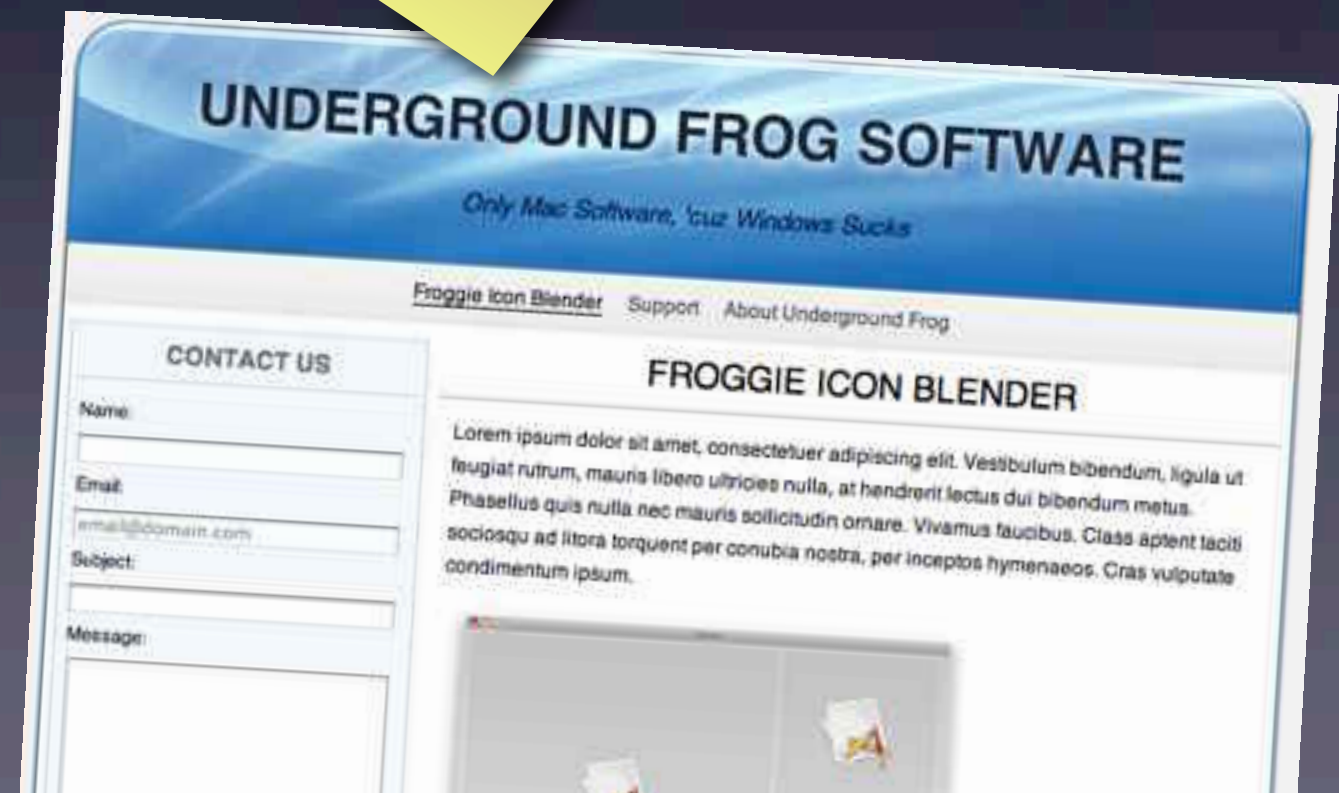 UNDERGROUND FROG SOFTWARE
Only Mac Software, 'cuz Windows Sucks
Froggie Icon Blender Support About Underground Frog
CONTACT US
Name:
Email:
email@domain.com
Subject:
Message:
FROGGIE ICON BLENDER
Lorem ipsum dolor sit amet, consectetuer adipiscing elit. Vestibulum bibendum, ligula ut
feugiat rutrum, mauris libero ultricies nulla, at hendrerit lectus dui bibendum metus.
Phasellus quis nulla nec mauris sollicitudin ornare. Vivamus faucibus. Class aptent taciti
sociosqu ad litora torquent per conubia nostra, per inceptos hymenaeos. Cras vulputate
condimentum ipsum.